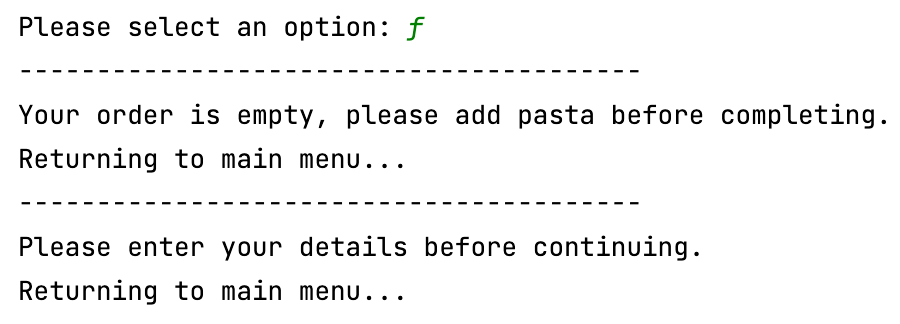 Please select an option: f
----------------------------------------
Your order is empty, please add pasta before completing.
Returning to main menu...
----------------------------------------
Please enter your details before continuing.
Returning to main menu...